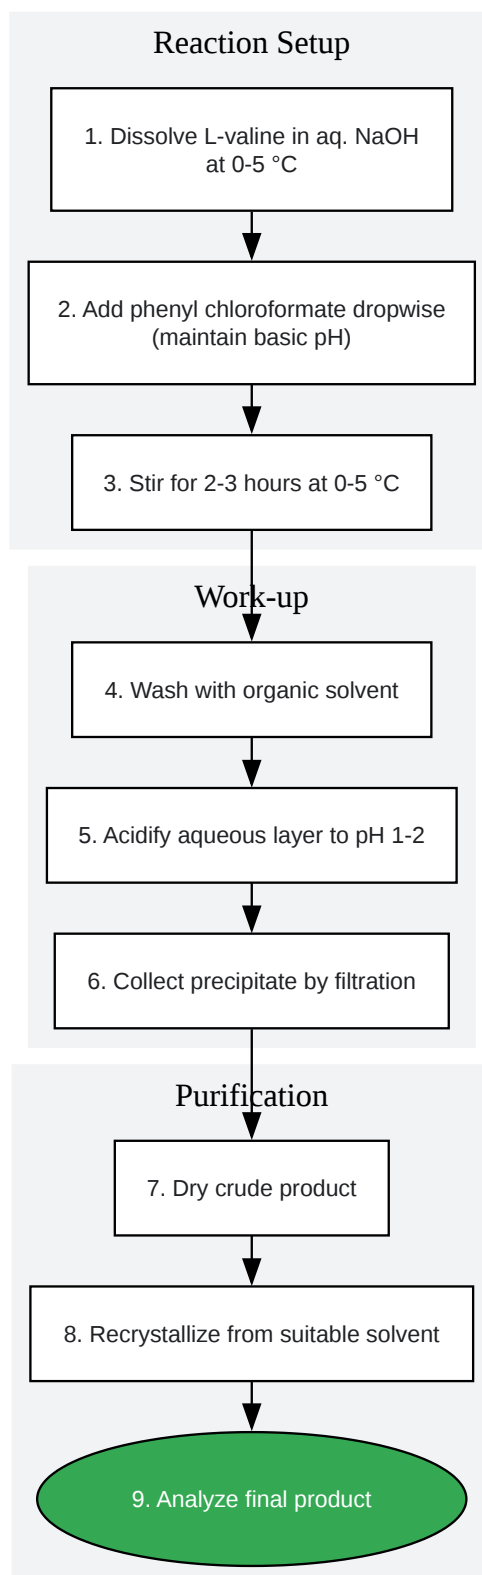 Reaction Setup
1. Dissolve L-valine in aq. NaOH
at 0-5 °C
2. Add phenyl chloroformate dropwise
(maintain basic pH)
3. Stir for 2-3 hours at 0-5 °C
Work-up
4. Wash with organic solvent
5. Acidify aqueous layer to pH 1-2
6. Collect precipitate by filtration
Purification
7. Dry crude product
8. Recrystallize from suitable solvent
9. Analyze final product